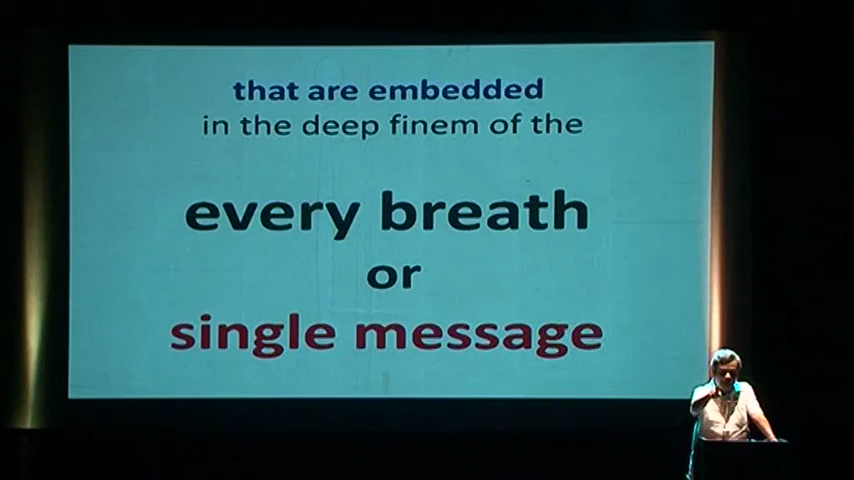 that are embedded
in the deep finem of the
every breath
or
single message